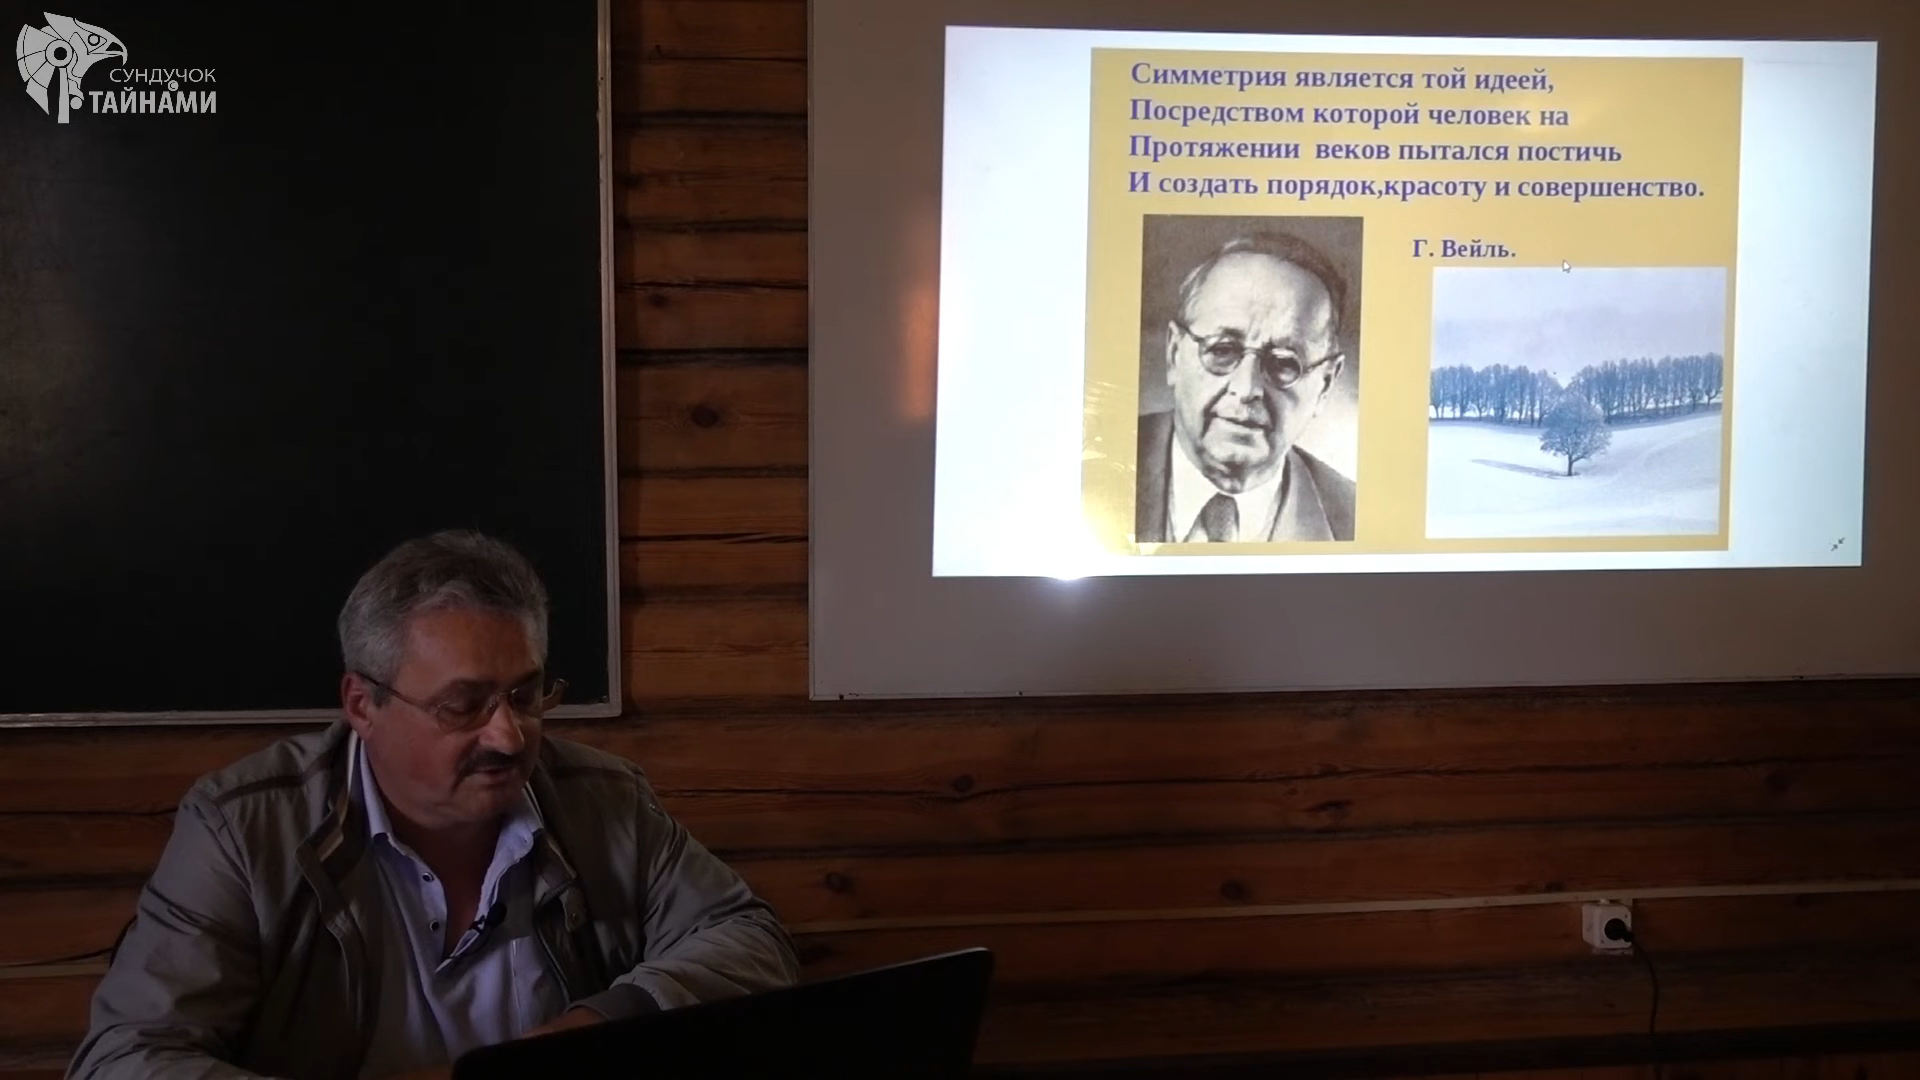 СУНДУЧОК
С
ТАЙНАМИ
Симметрия является той идеей,
Посредством которой человек на
Протяжении веков пытался постичь
И создать порядок,красоту и совершенство.
Г. Вейль.